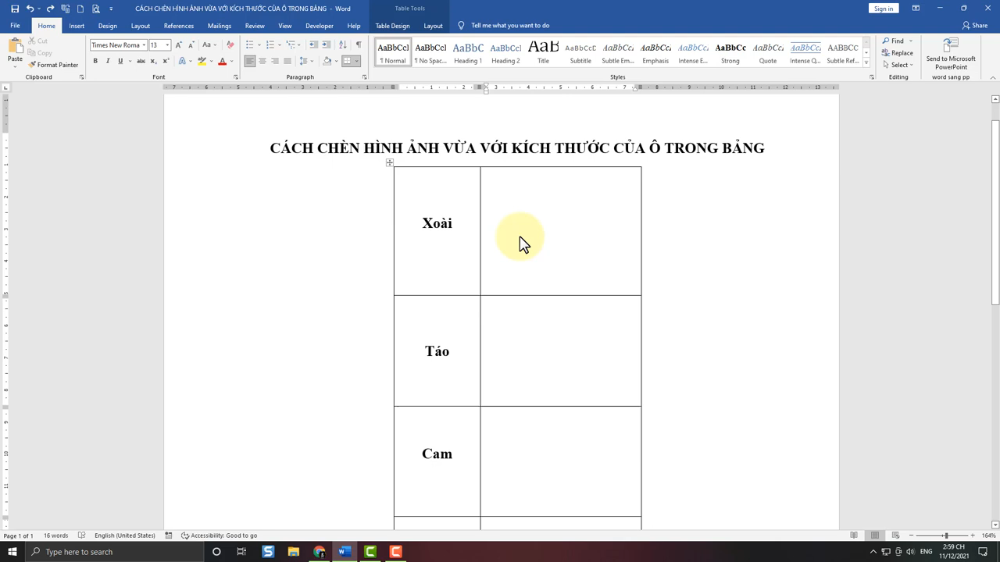 CÁCH CHÈN HÌNH ẢNH VỪA VỚI KÍCH THƯỚC CỦA Ô TRONG BẢNG - Word
Table Tools
Sign in
File Home Insert Design Layout References Mailings Review View Developer Help Table Design Layout Tell me what you want to do Share
Paste
Cut
Copy
Format Painter
Clipboard
Times New Roma 13
Font
Paragraph
AaBbCcI
¶ Normal
AaBbCcI
¶ No Spac...
AaBbC
Heading 1
AaBbCcI
Heading 2
AaB
Title
AaBbCcD
Subtitle
AaBbCcI
Subtle Em...
AaBbCcI
Emphasis
AaBbCcI
Intense E...
AaBbCc
Strong
AaBbCcI
Quote
AaBbCcI
Intense Q...
AABBCC
Subtle Ref...
Styles
Find
Replace
Select
Editing
Send to Microsoft
PowerPoint
word sang pp
CÁCH CHÈN HÌNH ẢNH VỪA VỚI KÍCH THƯỚC CỦA Ô TRONG BẢNG
Xoài
Táo
Cam
Page 1 of 1 16 words English (United States) Accessibility: Good to go 164%
Type here to search
2:59 CH
11/12/2021